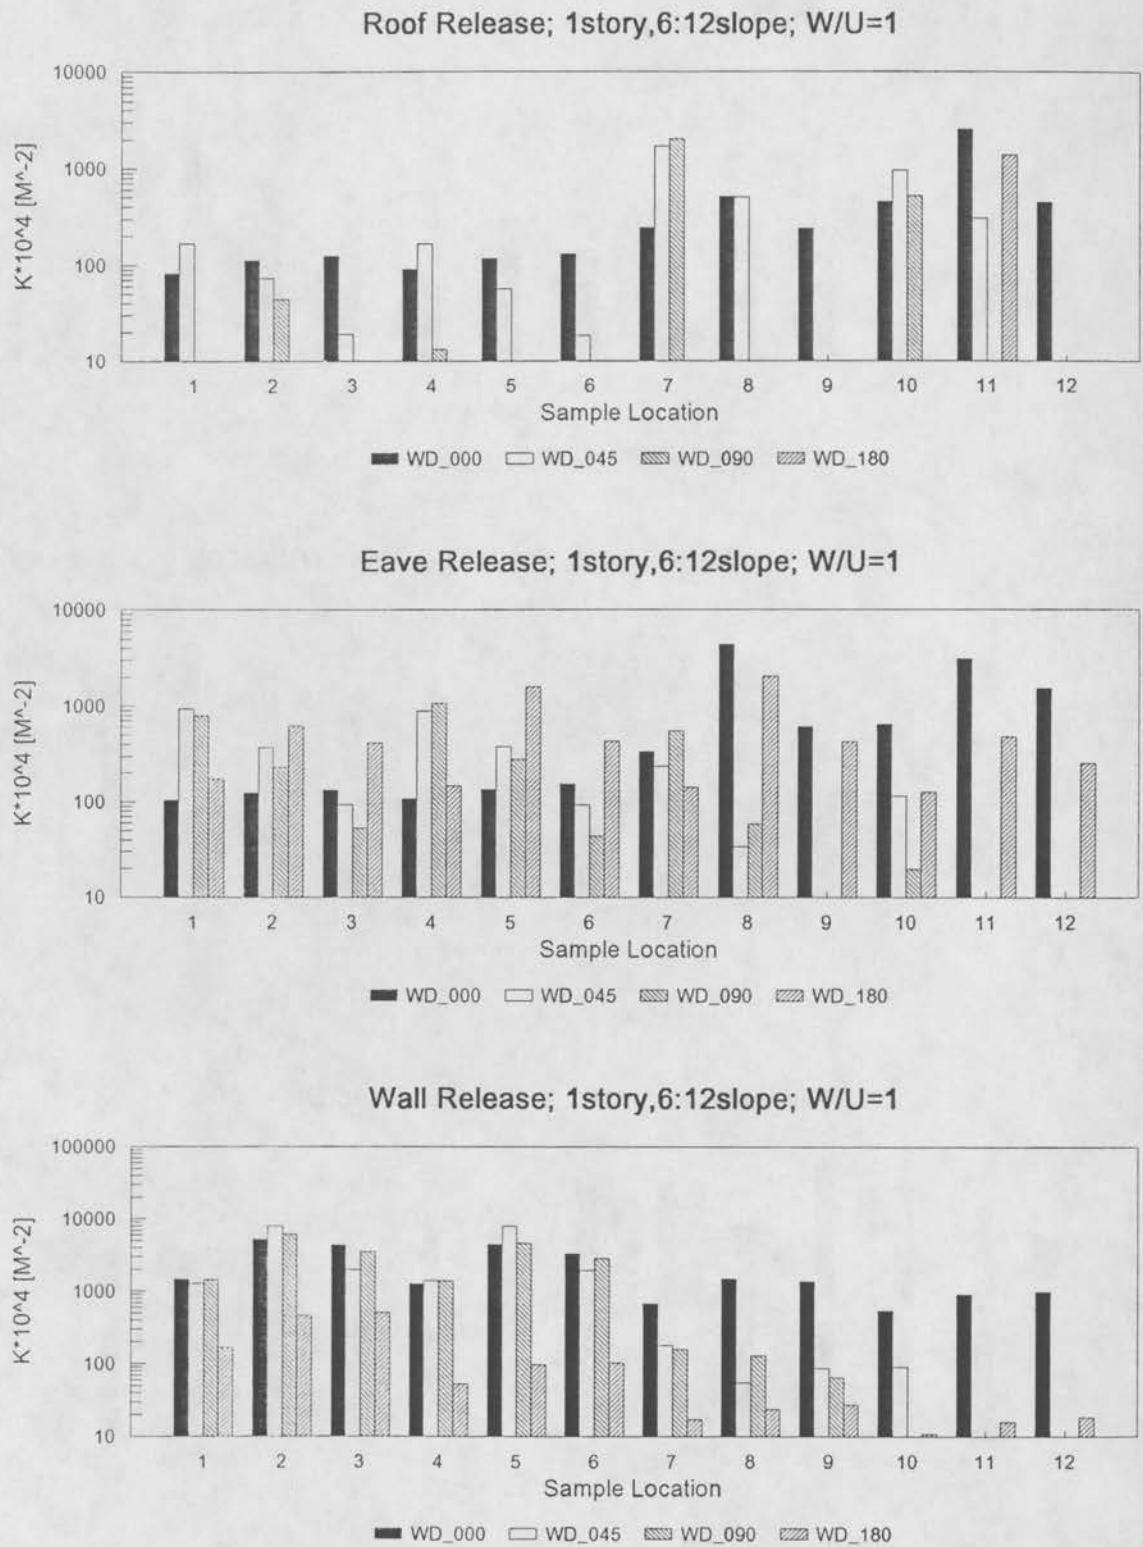 Roof Release; 1story,6:12slope; W/U=1
10000
1000
100
10
K*10^4 [M^-2]
1 2 3 4 5 6 7 8 9 10 11 12
Sample Location
WD_000 WD_045 WD_090 WD_180
Eave Release; 1story,6:12slope; W/U=1
10000
1000
100
10
K*10^4 [M^-2]
1 2 3 4 5 6 7 8 9 10 11 12
Sample Location
WD_000 WD_045 WD_090 WD_180
Wall Release; 1story,6:12slope; W/U=1
100000
10000
1000
100
10
K*10^4 [M^-2]
1 2 3 4 5 6 7 8 9 10 11 12
Sample Location
WD_000 WD_045 WD_090 WD_180